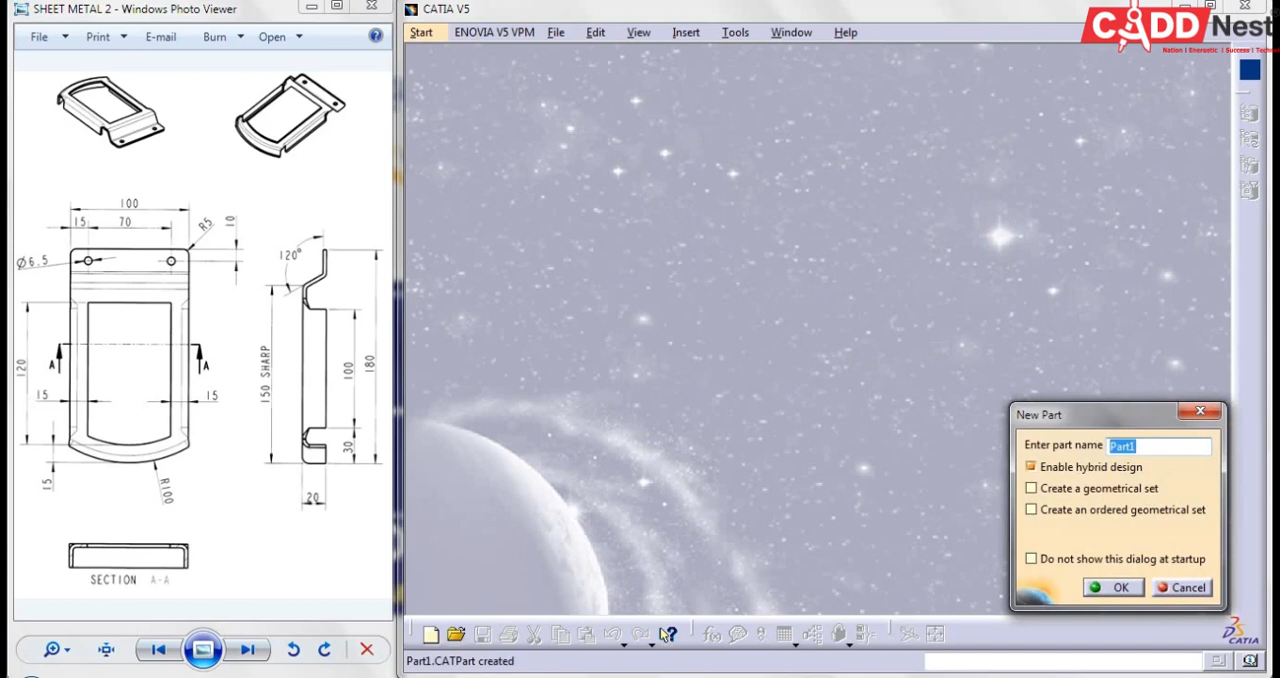 SHEET METAL 2 - Windows Photo Viewer
File Print E-mail Burn Open
100
15 70
R5
10
Ø6.5
120°
120
A A
15 15
15
R100
150 SHARP
100
180
30
20
SECTION A-A
CATIA V5
Start ENOVIA V5 VPM File Edit View Insert Tools Window Help
CADD Nest
Nation | Energetic | Success | Techn
New Part
Enter part name Part1
Enable hybrid design
Create a geometrical set
Create an ordered geometrical set
Do not show this dialog at startup
OK Cancel
f(x)
CATIA
Part1.CATPart created